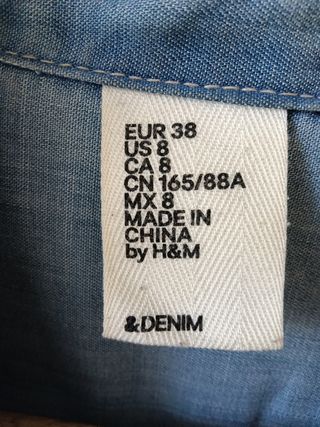 EUR 38
US 8
CA 8
CN 165/88A
MX 8
MADE IN
CHINA
by H&M
&DENIM